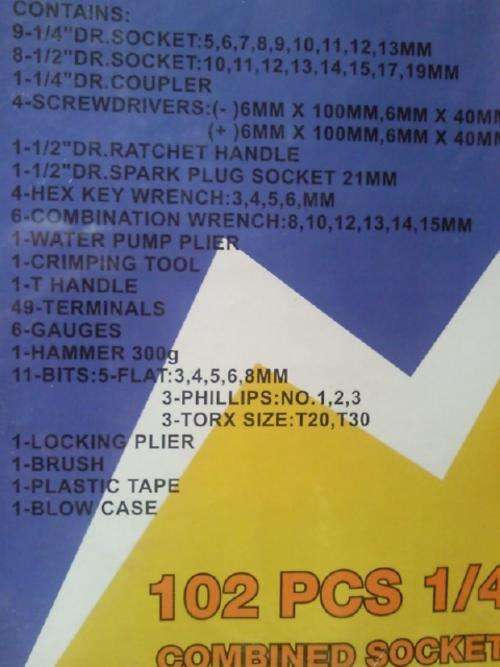 CONTAINS:
9-1/4"DR.SOCKET:5,6,7,8,9,10,11,12,13MM
8-1/2"DR.SOCKET:10,11,12,13,14,15,17,19MM
1-1/4"DR.COUPLER
4-SCREWDRIVERS:(- )6MM X 100MM,6MM X 40MM
(+ )6MM X 100MM,6MM X 40MM
1-1/2"DR.RATCHET HANDLE
1-1/2"DR.SPARK PLUG SOCKET 21MM
4-HEX KEY WRENCH:3,4,5,6,MM
6-COMBINATION WRENCH:8,10,12,13,14,15MM
1-WATER PUMP PLIER
1-CRIMPING TOOL
1-T HANDLE
49-TERMINALS
6-GAUGES
1-HAMMER 300g
11-BITS:5-FLAT:3,4,5,6,8MM
3-PHILLIPS:NO.1,2,3
3-TORX SIZE:T20,T30
1-LOCKING PLIER
1-BRUSH
1-PLASTIC TAPE
1-BLOW CASE
102 PCS 1/4
COMBINED SOCKET